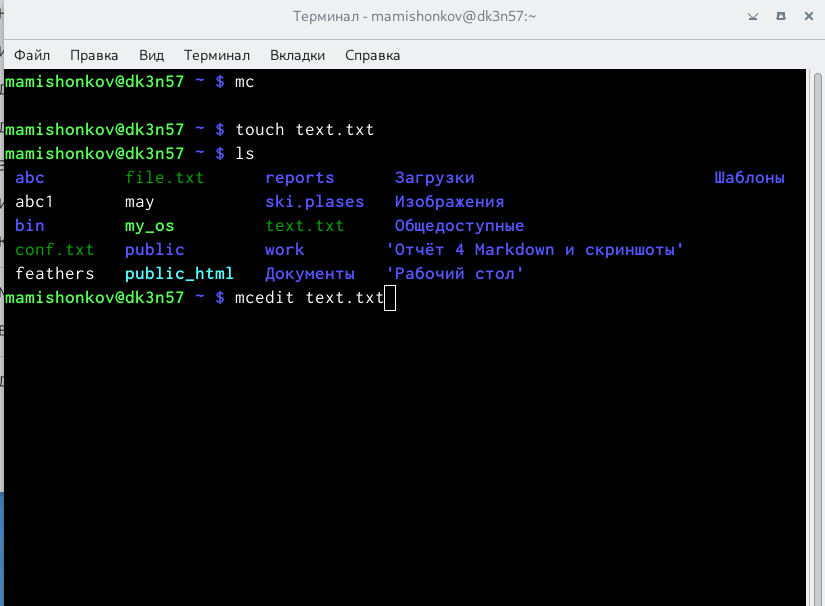 Терминал - mamishonkov@dk3n57:~
Файл Правка Вид Терминал Вкладки Справка
mamishonkov@dk3n57 ~ $ mc
mamishonkov@dk3n57 ~ $ touch text.txt
mamishonkov@dk3n57 ~ $ ls
abc file.txt reports Загрузки Шаблоны
abc1 may ski.plases Изображения
bin my_os text.txt Общедоступные
conf.txt public work 'Отчёт 4 Markdown и скриншоты'
feathers public_html Документы 'Рабочий стол'
mamishonkov@dk3n57 ~ $ mcedit text.txt